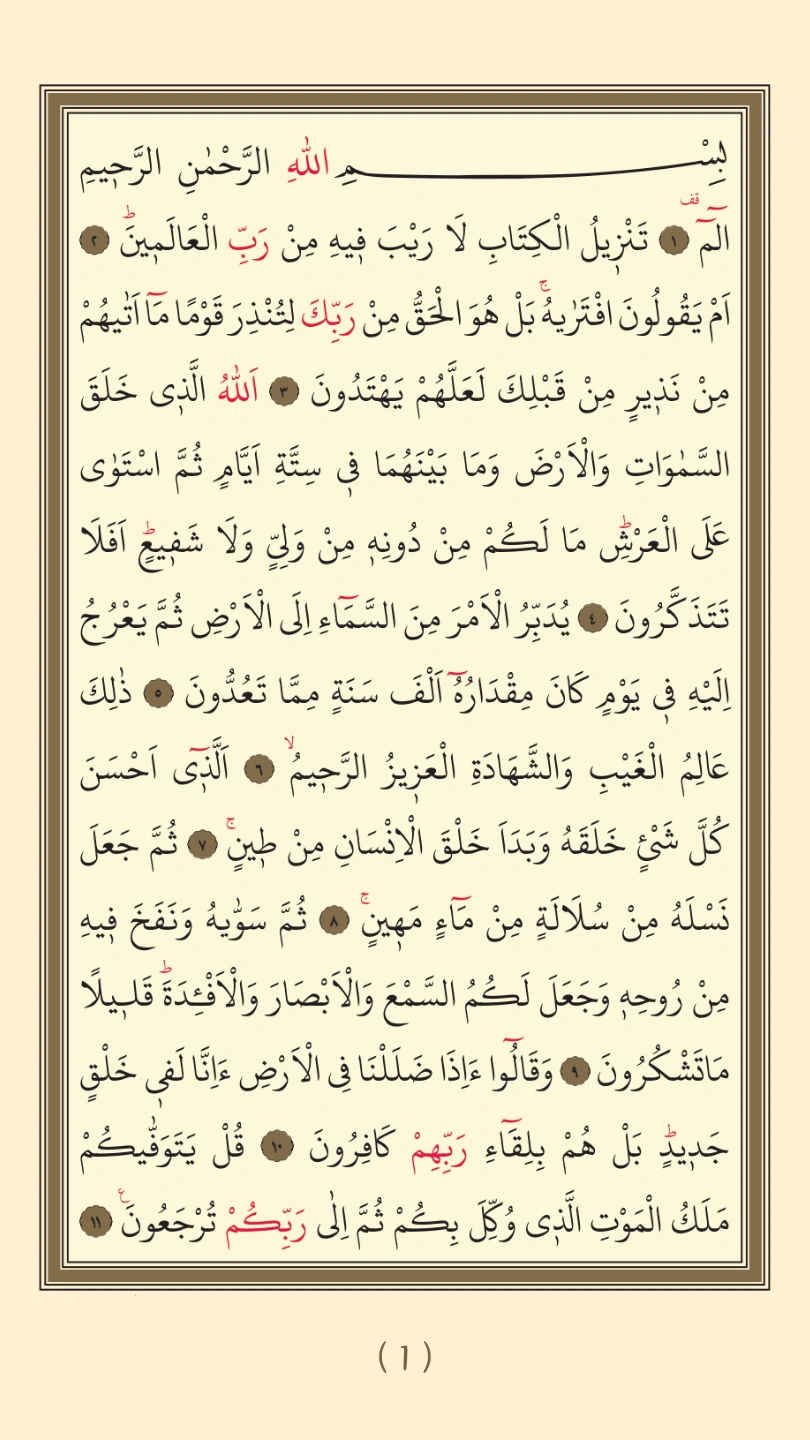 بِسْمِ اللهِ الرَّحْمٰنِ الرَّحٖيمِ
الٓمٓ ۚقف ﴿١﴾ تَنْزٖيلُ الْكِتَابِ لَا رَيْبَ فٖيهِ مِنْ رَبِّ الْعَالَمٖينَؕ ﴿٢﴾
اَمْ يَقُولُونَ افْتَرٰيهُۚ بَلْ هُوَ الْحَقُّ مِنْ رَبِّكَ لِتُنْذِرَ قَوْمًا مَٓا اَتٰيهُمْ
مِنْ نَذٖيرٍ مِنْ قَبْلِكَ لَعَلَّهُمْ يَهْتَدُونَ ﴿٣﴾ اَللهُ الَّذٖى خَلَقَ
السَّمٰوَاتِ وَالْاَرْضَ وَمَا بَيْنَهُمَا فٖى سِتَّةِ اَيَّامٍ ثُمَّ اسْتَوٰى
عَلَى الْعَرْشِؕ مَا لَكُمْ مِنْ دُونِهٖ مِنْ وَلِىٍّ وَلَا شَفٖيعٍؕ اَفَلَا
تَتَذَكَّرُونَ ﴿٤﴾ يُدَبِّرُ الْاَمْرَ مِنَ السَّمَٓاءِ اِلَى الْاَرْضِ ثُمَّ يَعْرُجُ
اِلَيْهِ فٖى يَوْمٍ كَانَ مِقْدَارُهُٓ اَلْفَ سَنَةٍ مِمَّا تَعُدُّونَ ﴿٥﴾ ذٰلِكَ
عَالِمُ الْغَيْبِ وَالشَّهَادَةِ الْعَزٖيزُ الرَّحٖيمُۙ ﴿٦﴾ اَلَّذٖٓى اَحْسَنَ
كُلَّ شَىْءٍ خَلَقَهُ وَبَدَاَ خَلْقَ الْاِنْسَانِ مِنْ طٖينٍۚ ﴿٧﴾ ثُمَّ جَعَلَ
نَسْلَهُ مِنْ سُلَالَةٍ مِنْ مَٓاءٍ مَهٖينٍۚ ﴿٨﴾ ثُمَّ سَوّٰيهُ وَنَفَخَ فٖيهِ
مِنْ رُوحِهٖ وَجَعَلَ لَكُمُ السَّمْعَ وَالْاَبْصَارَ وَالْاَفْـِٔدَةَؕ قَلٖيلًا
مَاتَشْكُرُونَ ﴿٩﴾ وَقَالُٓوا ءَاِذَا ضَلَلْنَا فِى الْاَرْضِ ءَاِنَّا لَفٖى خَلْقٍ
جَدٖيدٍؕ بَلْ هُمْ بِلِقَٓاءِ رَبِّهِمْ كَافِرُونَ ﴿١٠﴾ قُلْ يَتَوَفّٰيكُمْ
مَلَكُ الْمَوْتِ الَّذٖى وُكِّلَ بِكُمْ ثُمَّ اِلٰى رَبِّكُمْ تُرْجَعُونَࣖ ﴿١١﴾
( ١ )